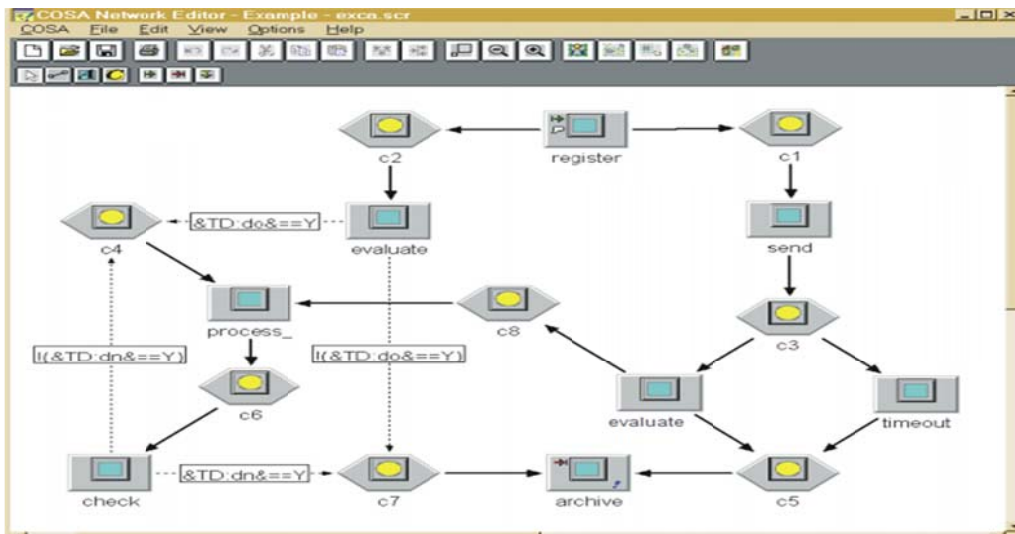 COSA Network Editor - Example - exca.scr
COSA File Edit View Options Help
c2
register
c1
&TD:do&==Y
c4
evaluate
send
process_
c8
c3
!(&TD:dn&==Y)
!(&TD:do&==Y)
c6
evaluate
timeout
&TD:dn&==Y
check
c7
archive
c5